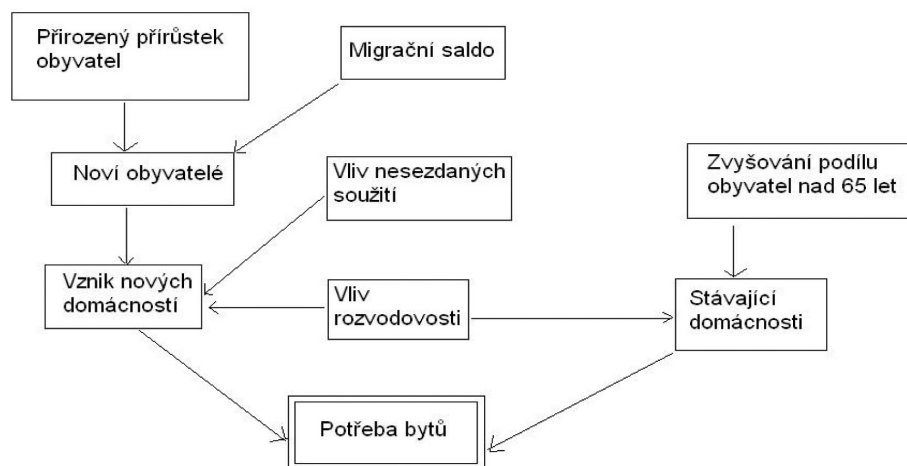 Přirozený přírůstek
obyvatel
Migrační saldo
Noví obyvatelé
Vliv nesezdaných
soužití
Zvyšování podílu
obyvatel nad 65 let
Vznik nových
domácností
Vliv
rozvodovosti
Stávající
domácnosti
Potřeba bytů